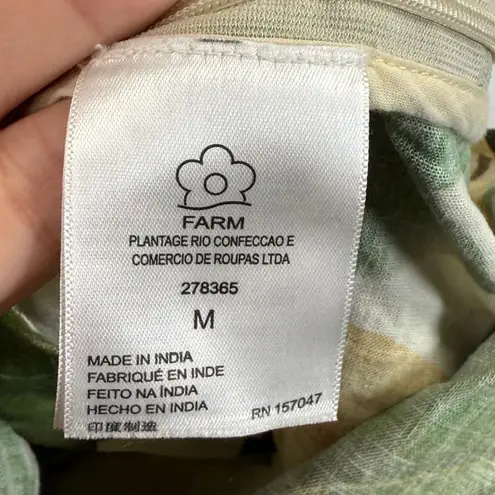 FARM
PLANTAGE RIO CONFECCAO E
COMERCIO DE ROUPAS LTDA
278365
M
MADE IN INDIA
FABRIQUÉ EN INDE
FEITO NA ÍNDIA
HECHO EN INDIA
印度制造
RN 157047